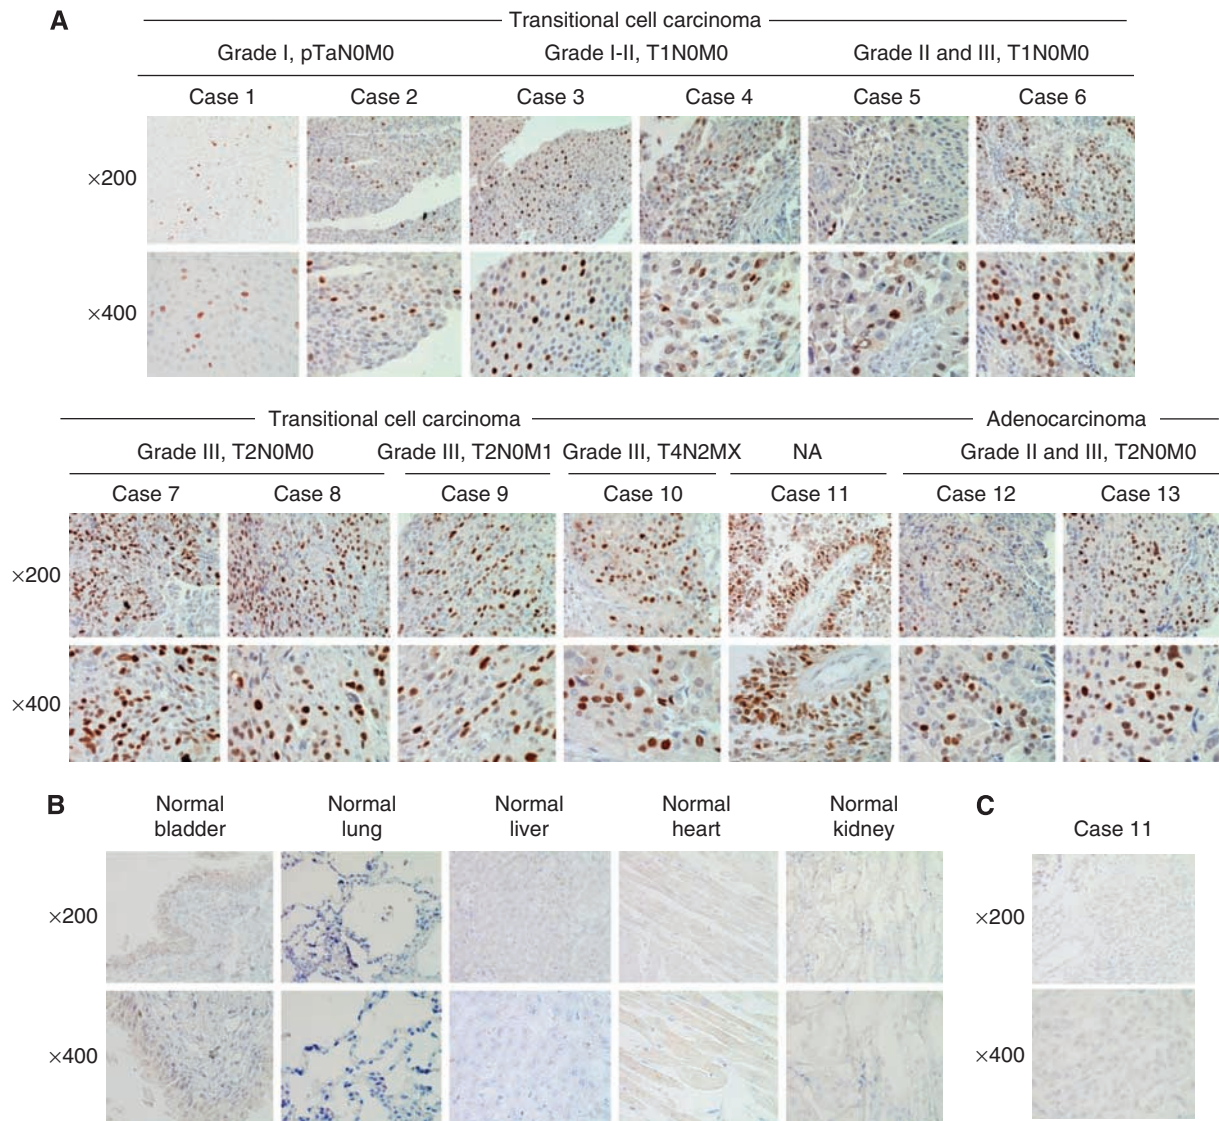 A
Transitional cell carcinoma
Grade I, pTaN0M0 Grade I-II, T1N0M0 Grade II and III, T1N0M0
Case 1 Case 2 Case 3 Case 4 Case 5 Case 6
×200
×400
Transitional cell carcinoma Adenocarcinoma
Grade III, T2N0M0 Grade III, T2N0M1 Grade III, T4N2MX NA Grade II and III, T2N0M0
Case 7 Case 8 Case 9 Case 10 Case 11 Case 12 Case 13
×200
×400
B Normal bladder Normal lung Normal liver Normal heart Normal kidney
×200
×400
C
Case 11
×200
×400